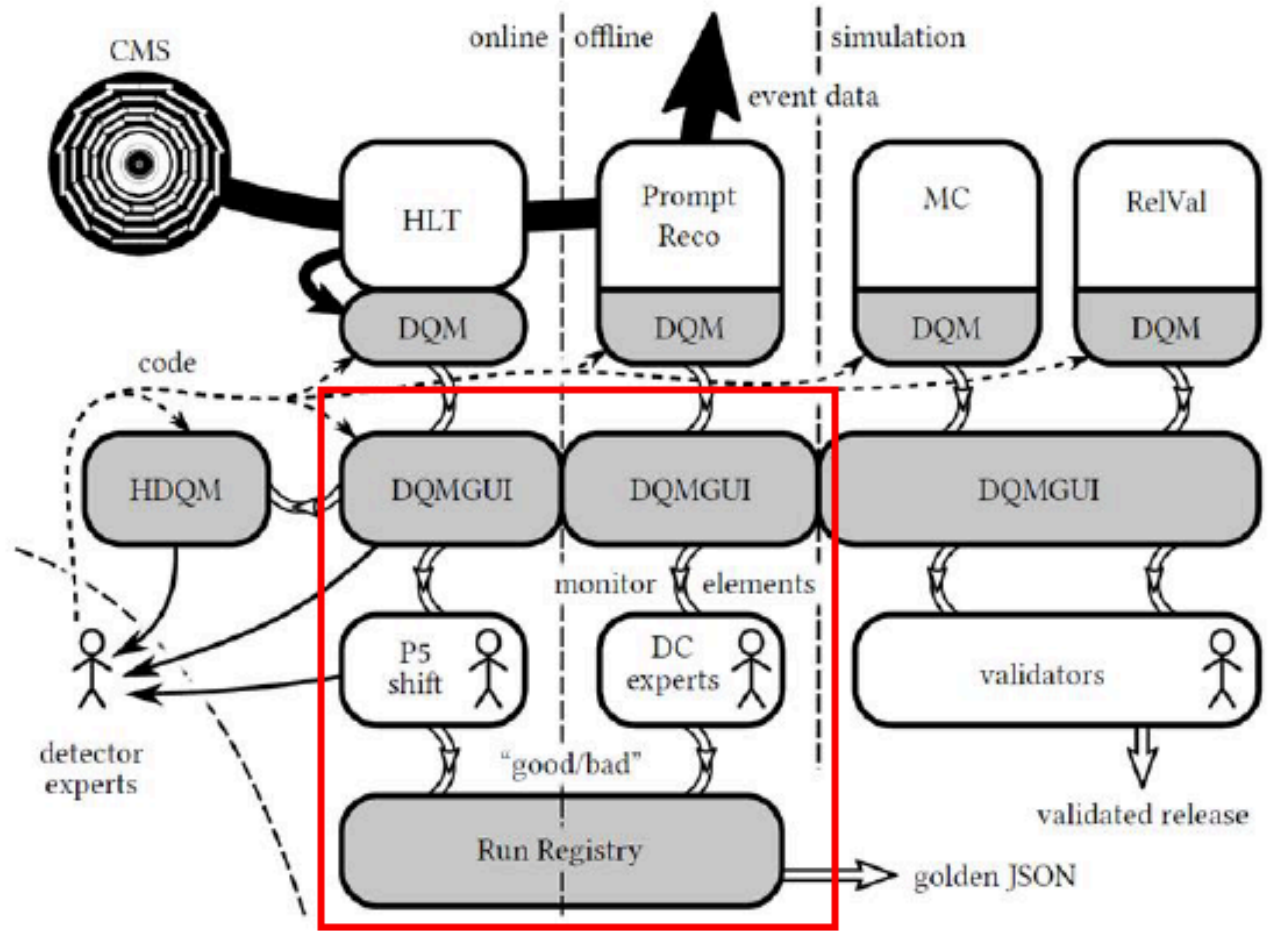 CMS
online
offline
simulation
event data
HLT
Prompt
Reco
MC
RelVal
DQM
DQM
DQM
DQM
code
HDQM
DQMGUI
DQMGUI
DQMGUI
monitor
elements
P5
shift
DC
experts
validators
detector
experts
“good/bad”
validated release
Run Registry
golden JSON